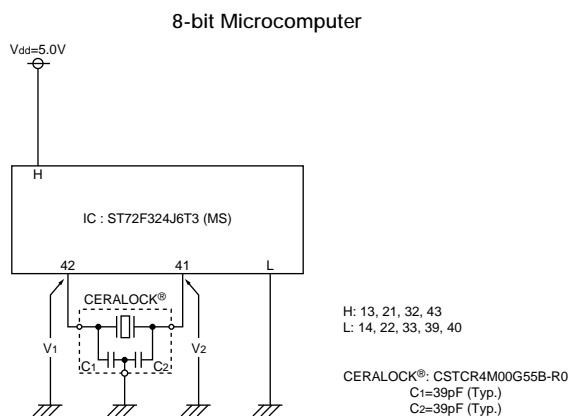 8-bit Microcomputer
Vdd=5.0V
H
IC : ST72F324J6T3 (MS)
42
41
L
CERALOCK®
V1
C1
C2
V2
H: 13, 21, 32, 43
L: 14, 22, 33, 39, 40
CERALOCK®: CSTCR4M00G55B-R0
C1=39pF (Typ.)
C2=39pF (Typ.)